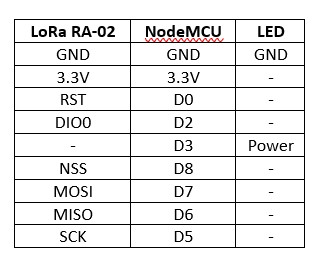 LoRa RA-02 NodeMCU LED
GND GND GND
3.3V 3.3V -
RST D0 -
DIO0 D2 -
- D3 Power
NSS D8 -
MOSI D7 -
MISO D6 -
SCK D5 -